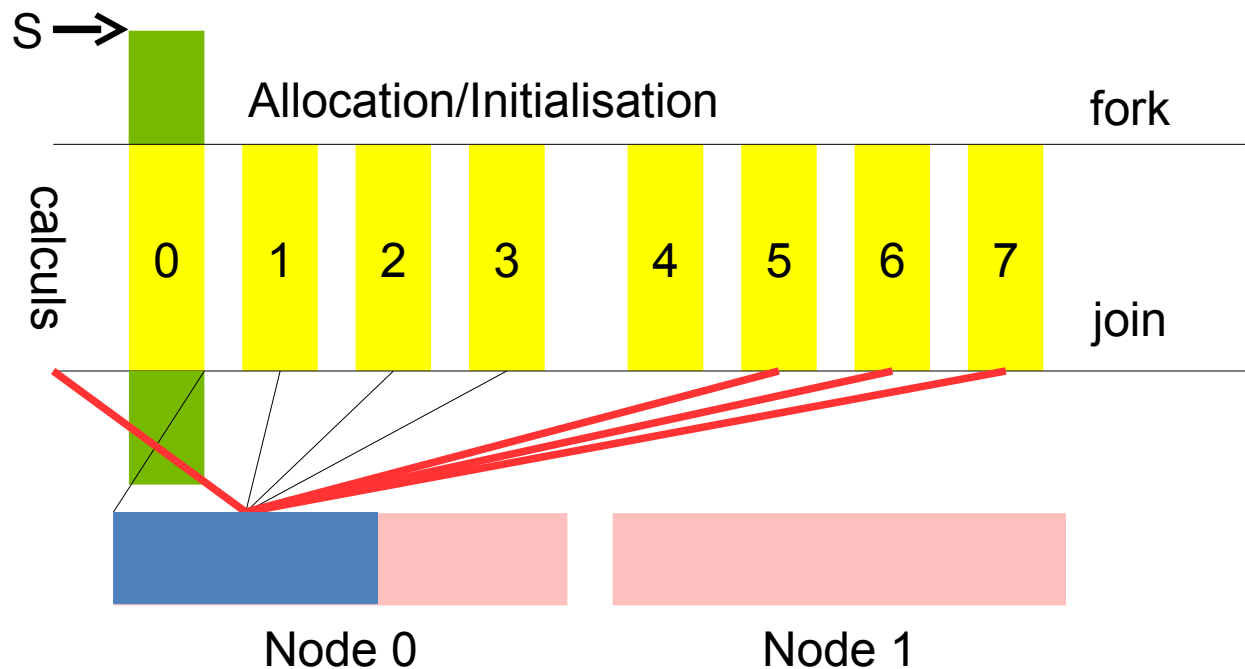 S
Allocation/Initialisation
fork
calculs
0 1 2 3 4 5 6 7
join
Node 0 Node 1